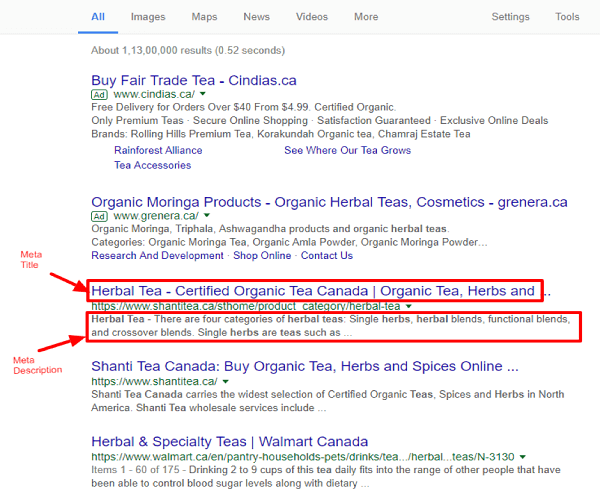 All Images Maps News Videos More Settings Tools
About 1,13,00,000 results (0.52 seconds)
Buy Fair Trade Tea - Cindias.ca
Ad www.cindias.ca/
Free Delivery for Orders Over $40 From $4.99. Certified Organic.
Only Premium Teas · Secure Online Shopping · Satisfaction Guaranteed · Exclusive Online Deals
Brands: Rolling Hills Premium Tea, Korakundah Organic tea, Chamraj Estate Tea
Rainforest Alliance See Where Our Tea Grows
Tea Accessories
Organic Moringa Products - Organic Herbal Teas, Cosmetics - grenera.ca
Ad www.grenera.ca/
Organic Moringa, Triphala, Ashwagandha products and organic herbal teas.
Categories: Organic Moringa Tea, Organic Amla Powder, Organic Moringa Powder...
Research And Development · Shop Online · Contact Us
Meta
Title
Herbal Tea - Certified Organic Tea Canada | Organic Tea, Herbs and ...
https://www.shantitea.ca/sthome/product_category/herbal-tea
Herbal Tea - There are four categories of herbal teas: Single herbs, herbal blends, functional blends,
and crossover blends. Single herbs are teas such as ...
Meta
Description
Shanti Tea Canada: Buy Organic Tea, Herbs and Spices Online ...
https://www.shantitea.ca/
Shanti Tea Canada carries the widest selection of Certified Organic Teas, Spices and Herbs in North
America. Shanti Tea wholesale services include ...
Herbal & Specialty Teas | Walmart Canada
https://www.walmart.ca/en/pantry-households-pets/drinks/tea.../herbal...teas/N-3130
Items 1 - 60 of 175 - Drinking 2 to 9 cups of this tea daily fits into the range of other people that have
been able to control blood sugar levels along with dietary ...